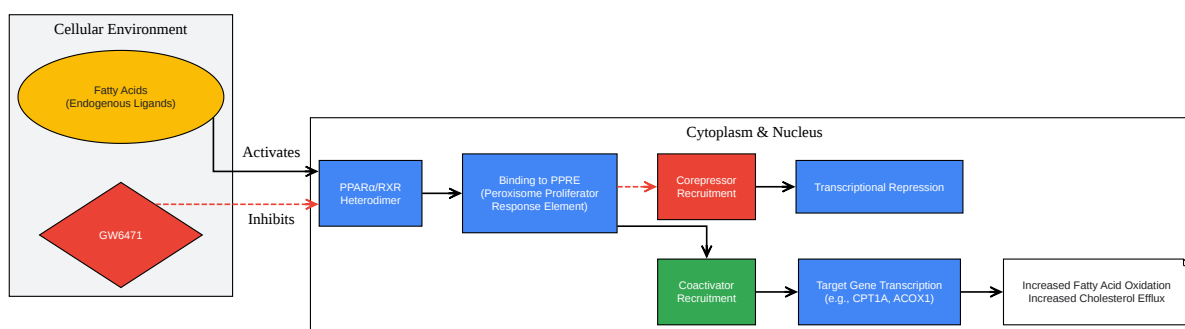 Cellular Environment
Fatty Acids
(Endogenous Ligands)
GW6471
Activates
Inhibits
Cytoplasm & Nucleus
PPARα/RXR
Heterodimer
Binding to PPRE
(Peroxisome Proliferator
Response Element)
Corepressor
Recruitment
Transcriptional Repression
Coactivator
Recruitment
Target Gene Transcription
(e.g., CPT1A, ACOX1)
Increased Fatty Acid Oxidation
Increased Cholesterol Efflux